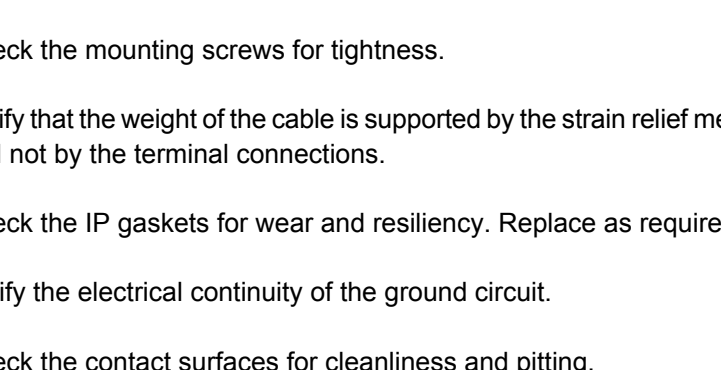 eck the mounting screws for tightness.
ify that the weight of the cable is supported by the strain relief me
not by the terminal connections.
eck the IP gaskets for wear and resiliency. Replace as require
ify the electrical continuity of the ground circuit.
eck the contact surfaces for cleanliness and pitting.